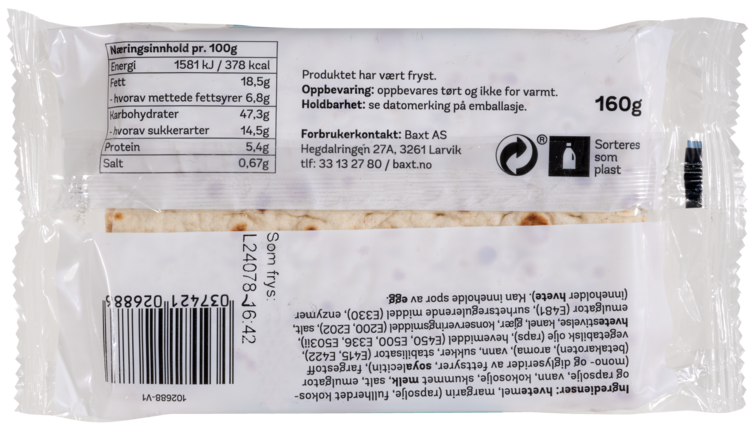 Næringsinnhold pr. 100g
Energi 1581 kJ / 378 kcal
Fett 18,5g
- hvorav mettede fettsyrer 6,8g
Karbohydrater 47,3g
- hvorav sukkerarter 14,5g
Protein 5,4g
Salt 0,67g
Produktet har vært fryst.
Oppbevaring: oppbevares tørt og ikke for varmt.
Holdbarhet: se datomerking på emballasje.
160g
Forbrukerkontakt: Baxt AS
Hegdalringen 27A, 3261 Larvik
tlf: 33 13 27 80 / baxt.no
®
Sorteres
som
plast
Som frys:
L24078 16:42
Ingredienser: hvetemel, margarin (rapsolje, fullherdet kokos-
og rapsolje, vann, kokosolje, skummet melk, salt, emulgator
(mono- og diglyserider av fettsyrer, soyalecitin), fargestoff
(betakaroten), aroma), vann, sukker, stabilisator (E415, E422),
vegetabilsk olje (raps), hevemiddel (E450, E500, E336, E503ii),
hvetestivelse, kanel, gjær, konserveringsmiddel (E200, E202), salt,
emulgator (E481), surhetsregulerende middel (E330), enzymer
(inneholder hvete). Kan inneholde spor av egg.
102688-V1
037421 026885